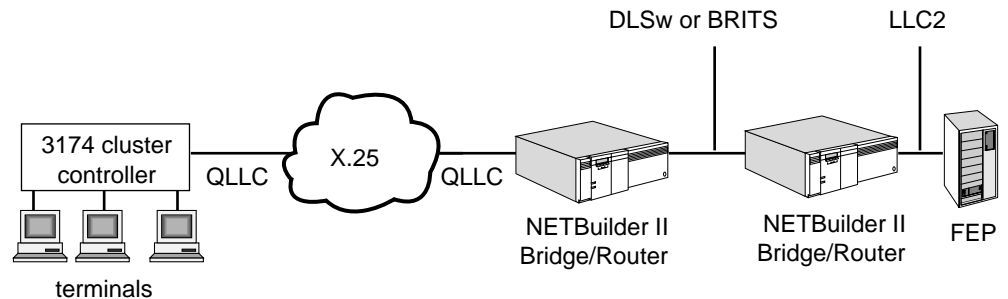 DLSw or BRITS
LLC2
3174 cluster
controller
QLLC
X.25
QLLC
NETBuilder II
Bridge/Router
NETBuilder II
Bridge/Router
FEP
terminals